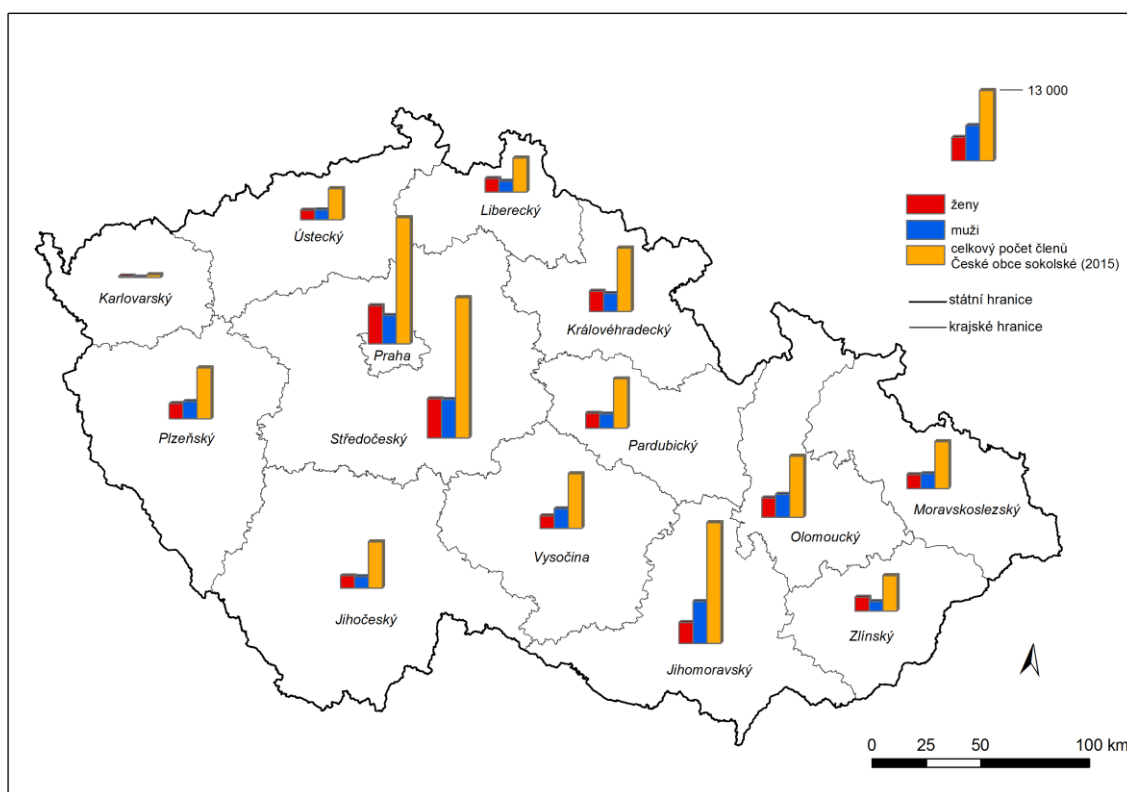 13 000
ženy
muži
celkový počet členů
České obce sokolské (2015)
státní hranice
krajské hranice
Liberecký
Ústecký
Karlovarský
Královéhradecký
Praha
Plzeňský
Středočeský
Pardubický
Moravskoslezský
Olomoucký
Vysočina
Jihočeský
Zlínský
Jihomoravský
0 25 50 100 km